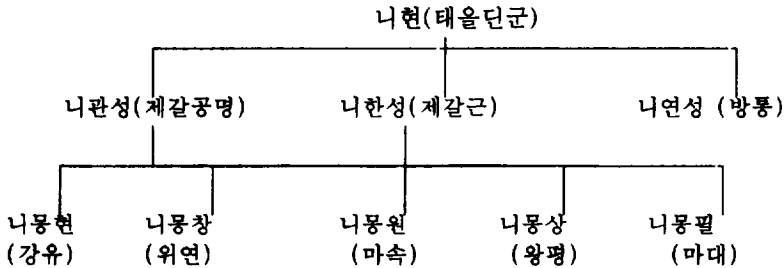 니현(태을딘군)
니관성(제갈공명) 니한성(제갈근) 니연성 (방통)
니몽현 니몽창 니몽원 니몽상 니몽필
(강유) (위연) (마속) (왕평) (마대)